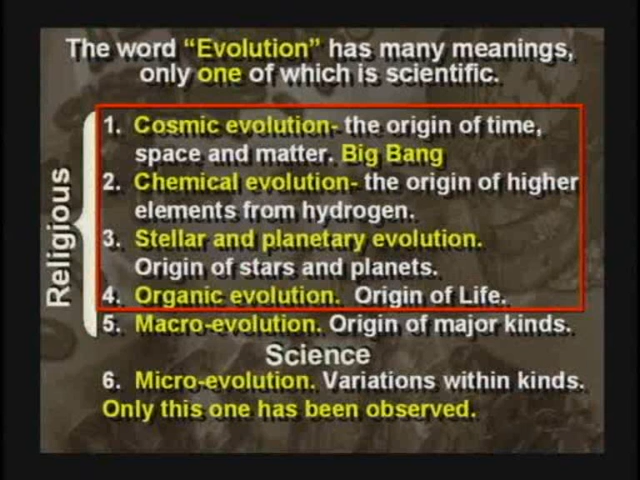 The word “Evolution” has many meanings,
only one of which is scientific.
Religious
1. Cosmic evolution- the origin of time,
space and matter. Big Bang
2. Chemical evolution- the origin of higher
elements from hydrogen.
3. Stellar and planetary evolution.
Origin of stars and planets.
4. Organic evolution. Origin of Life.
5. Macro-evolution. Origin of major kinds.
Science
6. Micro-evolution. Variations within kinds.
Only this one has been observed.